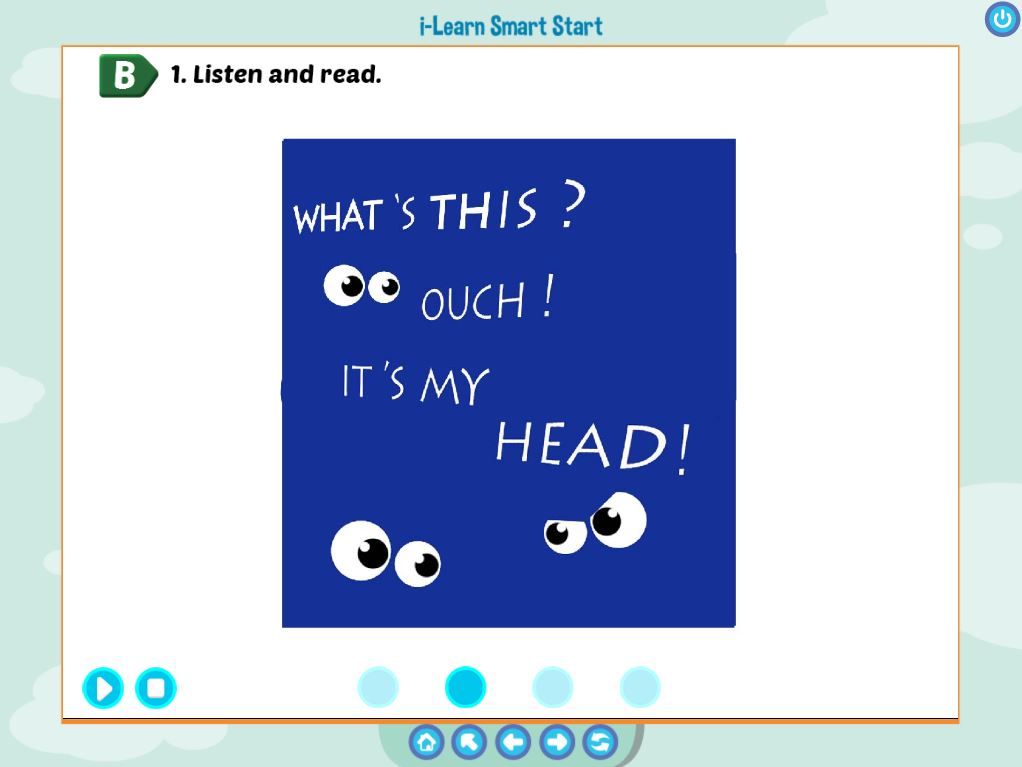 i-Learn Smart Start
B 1. Listen and read.
WHAT'S THIS?
OUCH!
IT'S MY
HEAD!